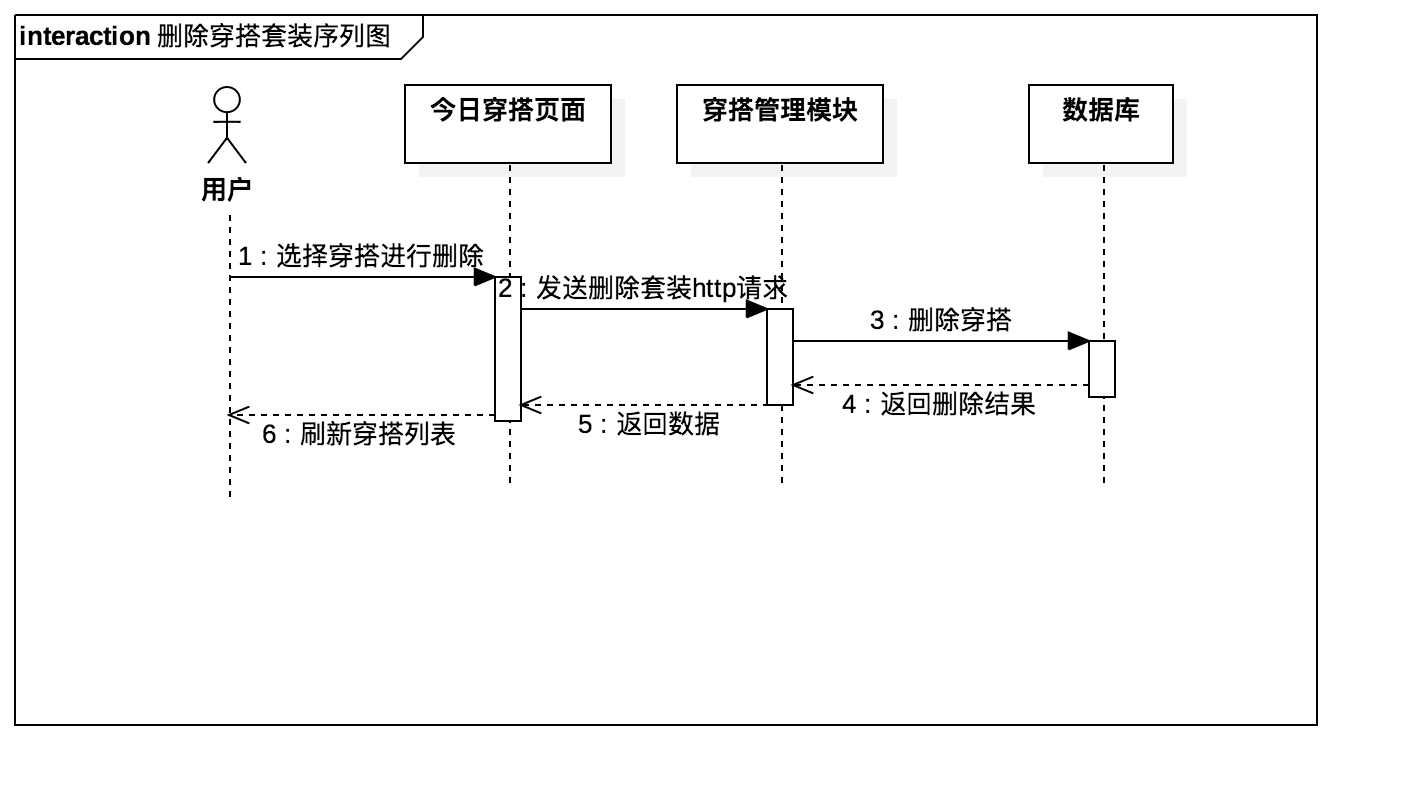 interaction 删除穿搭套装序列图
今日穿搭页面
穿搭管理模块
数据库
用户
1 : 选择穿搭进行删除
2 : 发送删除套装http请求
3 : 删除穿搭
4 : 返回删除结果
5 : 返回数据
6 : 刷新穿搭列表